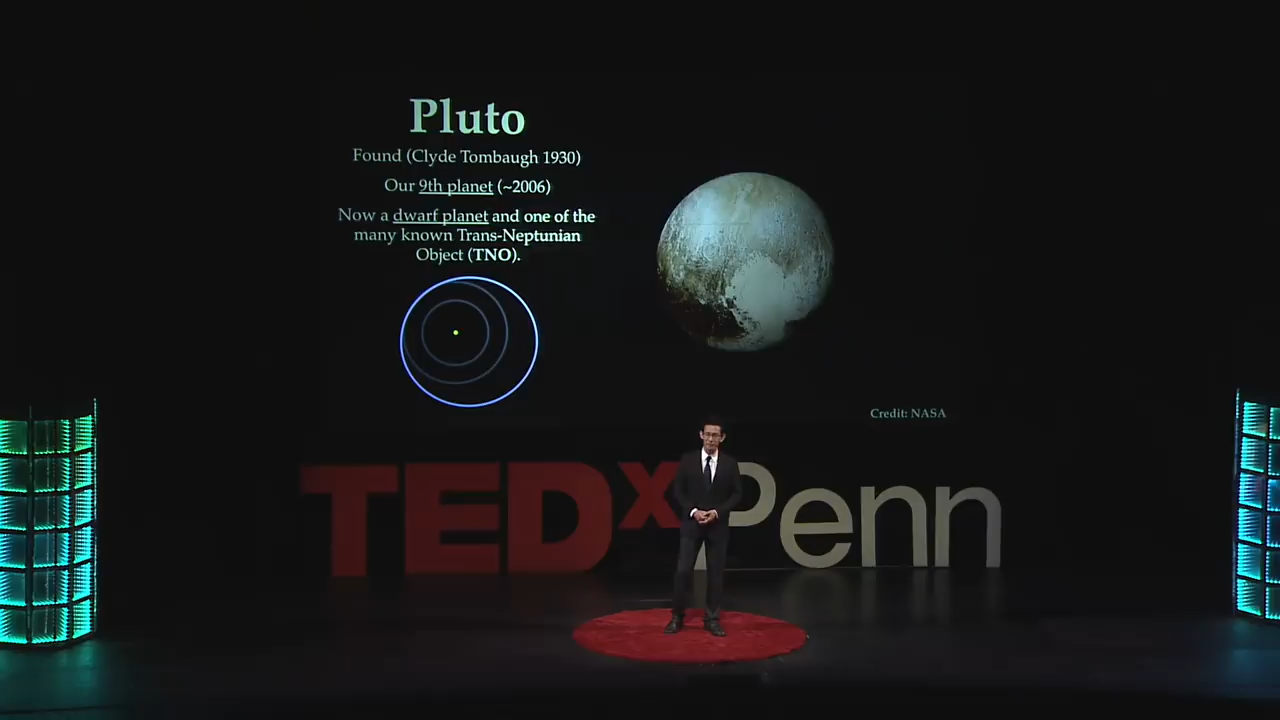 Pluto
Found (Clyde Tombaugh 1930)
Our 9th planet (~2006)
Now a dwarf planet and one of the
many known Trans-Neptunian
Object (TNO).
Credit: NASA
TEDxPenn